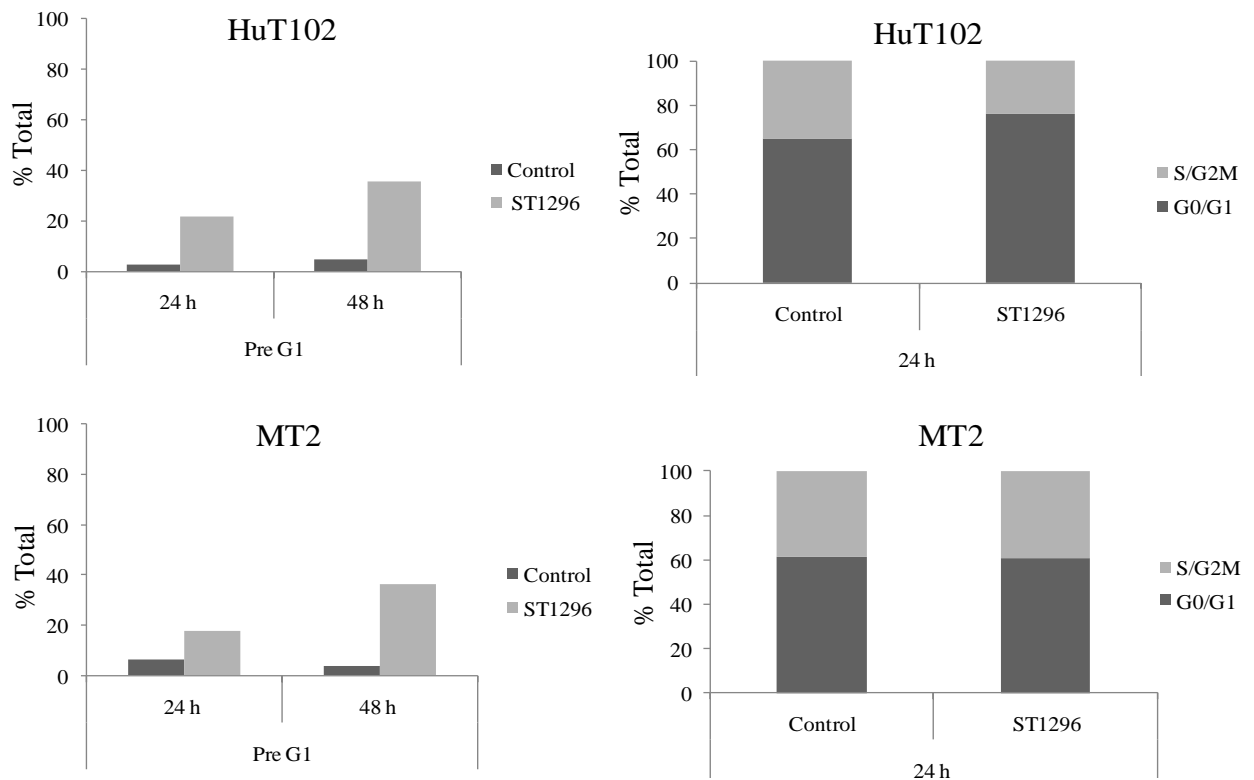 HuT102
100
80
60
40
20
0
% Total
Control
ST1296
24 h
48 h
Pre G1
HuT102
100
80
60
40
20
0
% Total
S/G2M
G0/G1
Control
ST1296
24 h
MT2
100
80
60
40
20
0
% Total
Control
ST1296
24 h
48 h
Pre G1
MT2
100
80
60
40
20
0
% Total
S/G2M
G0/G1
Control
ST1296
24 h